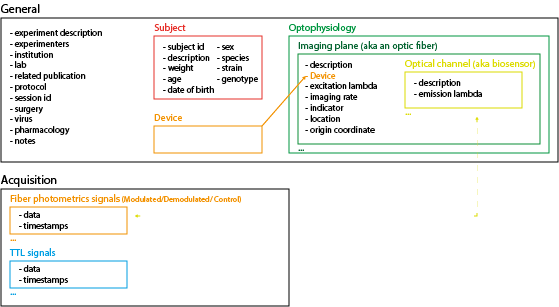 General
- experiment description
- experimenters
- institution
- lab
- related publication
- protocol
- session id
- surgery
- virus
- pharmacology
- notes
Subject
- subject id
- description
- weight
- age
- date of birth
- sex
- species
- strain
- genotype
Device
Optophysiology
Imaging plane (aka an optic fiber)
- description
- Device
- excitation lambda
- imaging rate
- indicator
- location
- origin coordinate
...
Optical channel (aka biosensor)
- description
- emission lambda
...
Acquisition
Fiber photometrics signals (Modulated/Demodulated/ Control)
- data
- timestamps
...
TTL signals
- data
- timestamps
...